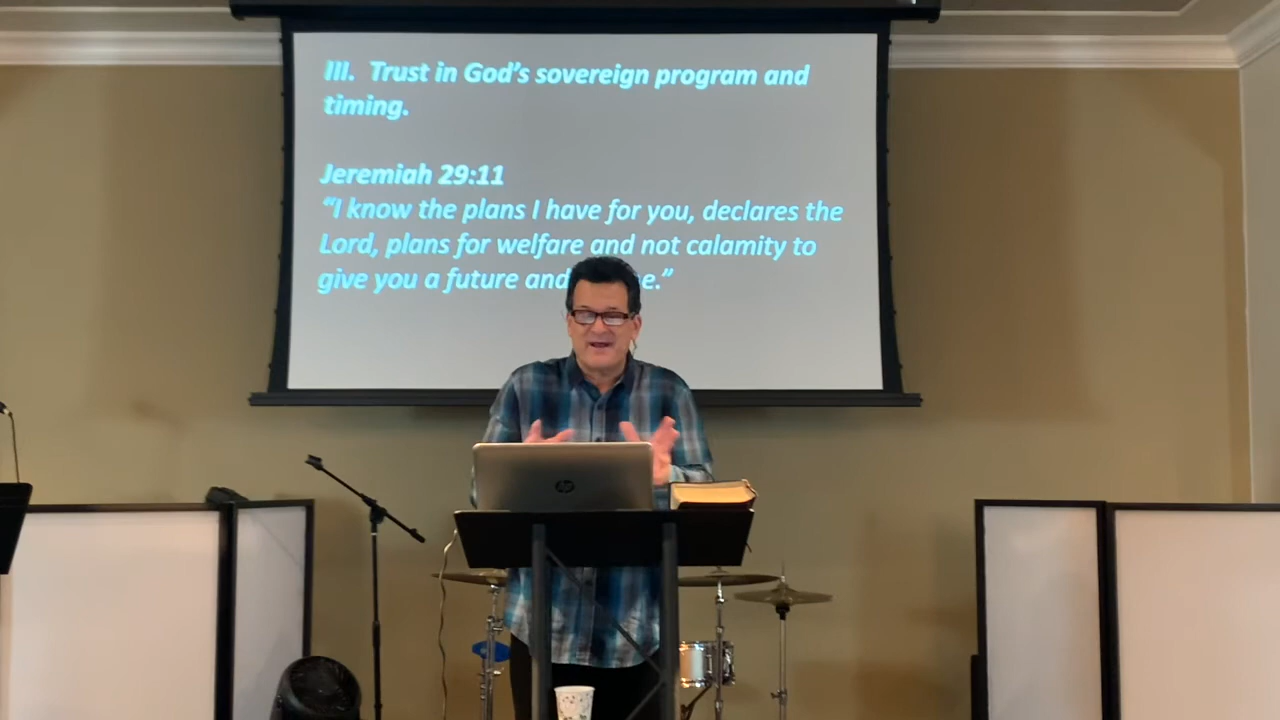 III. Trust in God's sovereign program and
timing.
Jeremiah 29:11
“I know the plans I have for you, declares the
Lord, plans for welfare and not calamity to
give you a future and
hp